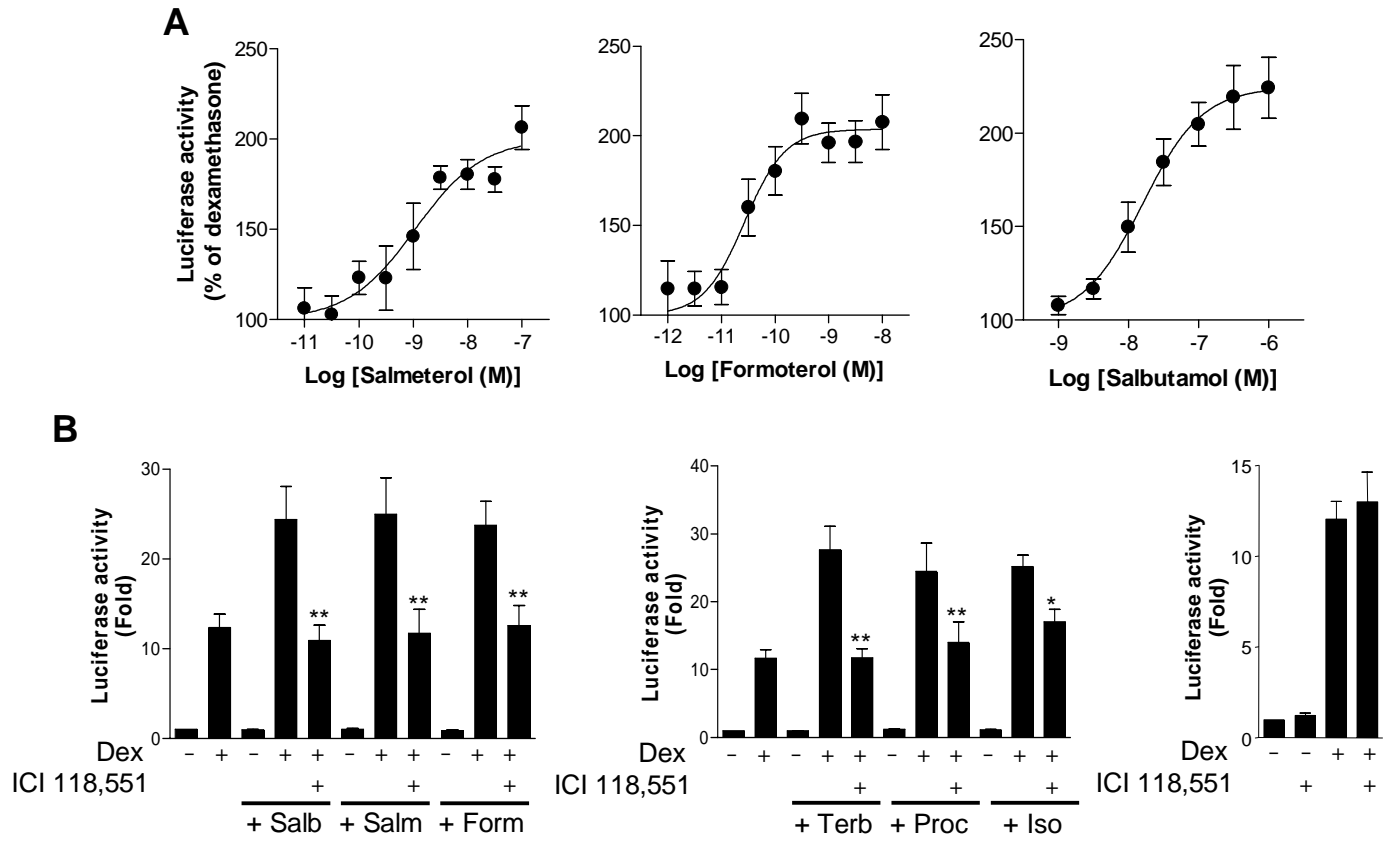 A
Luciferase activity
(% of dexamethasone)
250
200
150
100
-11 -10 -9 -8 -7
Log [Salmeterol (M)]
250
200
150
100
-12 -11 -10 -9 -8
Log [Formoterol (M)]
250
200
150
100
-9 -8 -7 -6
Log [Salbutamol (M)]
B
Luciferase activity
(Fold)
30
20
10
0
** ** **
Dex − + − + + − + + − + +
ICI 118,551 + + +
+ Salb + Salm + Form
Luciferase activity
(Fold)
40
30
20
10
0
** ** *
Dex − + − + + − + + − + +
ICI 118,551 + + +
+ Terb + Proc + Iso
Luciferase activity
(Fold)
15
10
5
0
Dex − − + +
ICI 118,551 + +